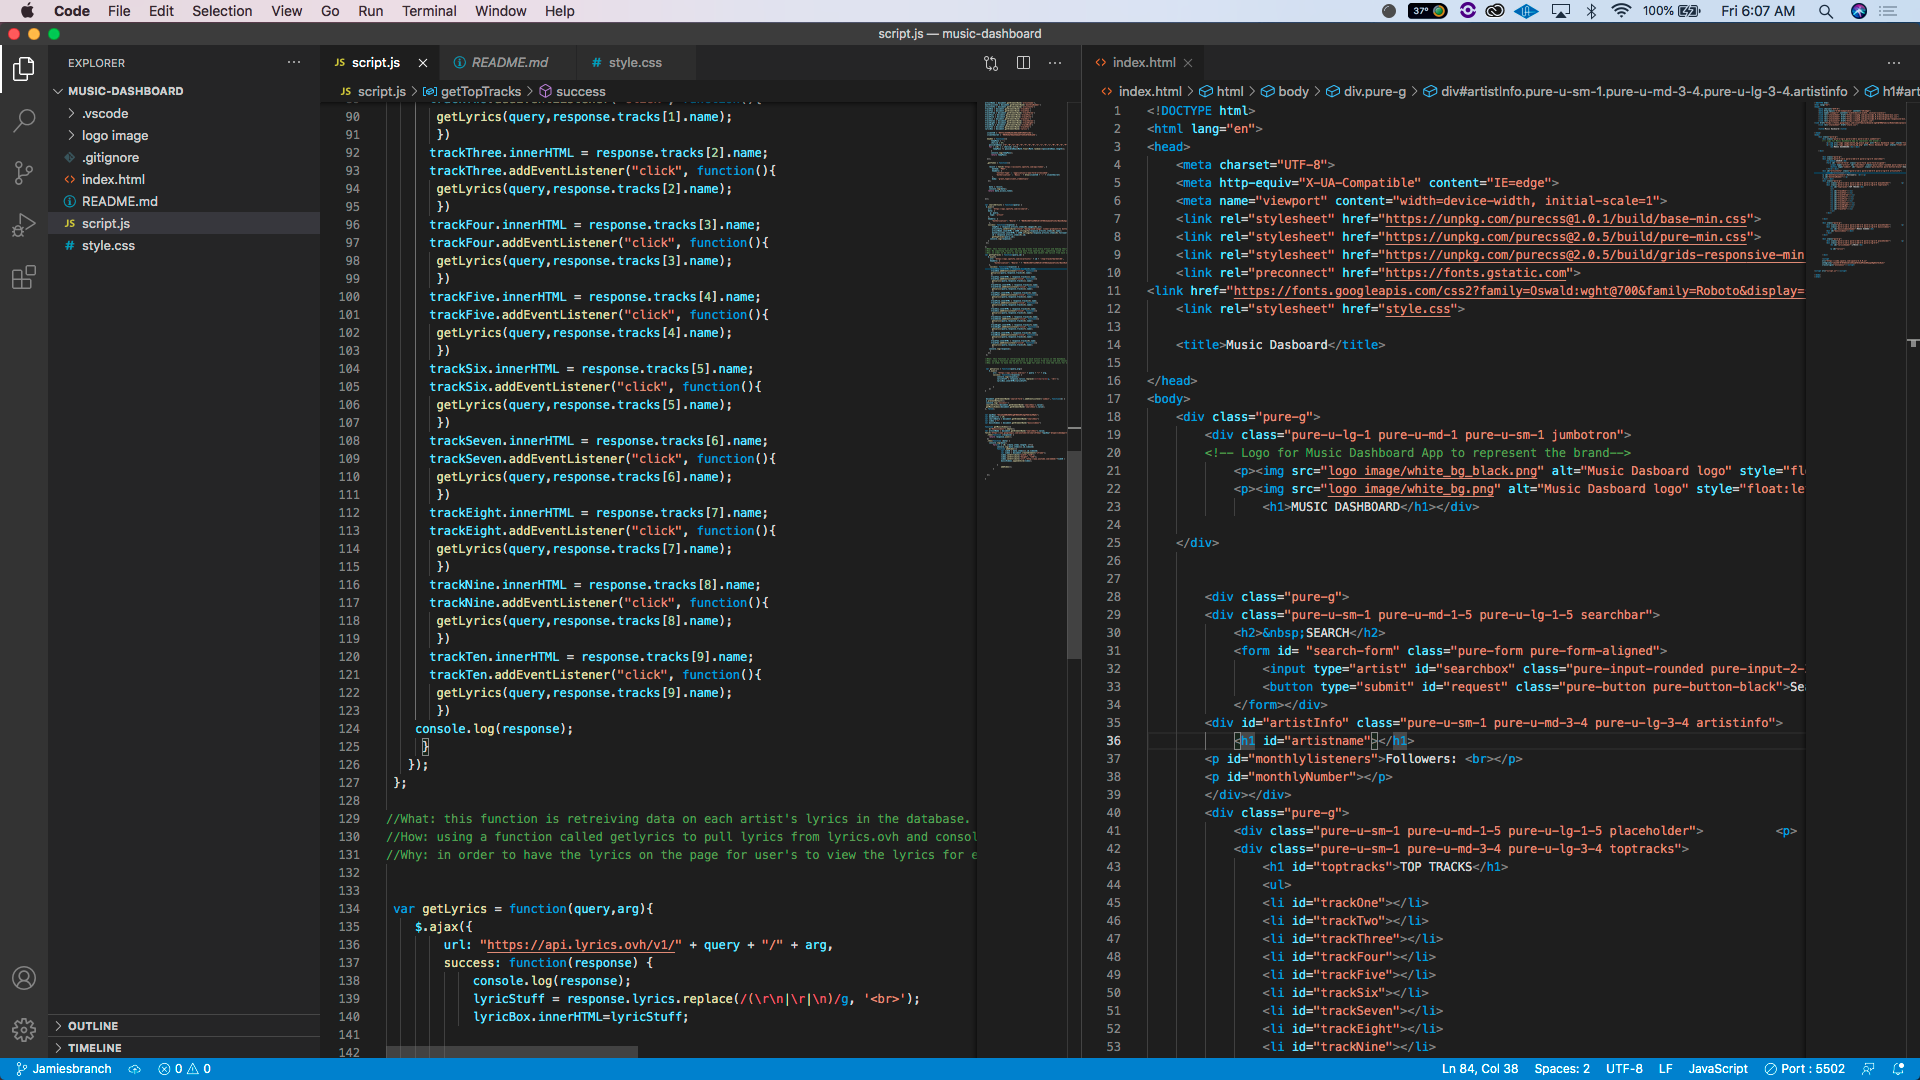 Code File Edit Selection View Go Run Terminal Window Help 37° 100% Fri 6:07 AM
script.js — music-dashboard
EXPLORER
MUSIC-DASHBOARD
.vscode
logo image
.gitignore
index.html
README.md
script.js
style.css
OUTLINE
TIMELINE
JS script.js README.md # style.css
JS script.js > getTopTracks > success
90 getLyrics(query,response.tracks[1].name);
91 })
92 trackThree.innerHTML = response.tracks[2].name;
93 trackThree.addEventListener("click", function(){
94 getLyrics(query,response.tracks[2].name);
95 })
96 trackFour.innerHTML = response.tracks[3].name;
97 trackFour.addEventListener("click", function(){
98 getLyrics(query,response.tracks[3].name);
99 })
100 trackFive.innerHTML = response.tracks[4].name;
101 trackFive.addEventListener("click", function(){
102 getLyrics(query,response.tracks[4].name);
103 })
104 trackSix.innerHTML = response.tracks[5].name;
105 trackSix.addEventListener("click", function(){
106 getLyrics(query,response.tracks[5].name);
107 })
108 trackSeven.innerHTML = response.tracks[6].name;
109 trackSeven.addEventListener("click", function(){
110 getLyrics(query,response.tracks[6].name);
111 })
112 trackEight.innerHTML = response.tracks[7].name;
113 trackEight.addEventListener("click", function(){
114 getLyrics(query,response.tracks[7].name);
115 })
116 trackNine.innerHTML = response.tracks[8].name;
117 trackNine.addEventListener("click", function(){
118 getLyrics(query,response.tracks[8].name);
119 })
120 trackTen.innerHTML = response.tracks[9].name;
121 trackTen.addEventListener("click", function(){
122 getLyrics(query,response.tracks[9].name);
123 })
124 console.log(response);
125 }
126 });
127 };
128
129 //What: this function is retreiving data on each artist's lyrics in the database.
130 //How: using a function called getlyrics to pull lyrics from lyrics.ovh and consol
131 //Why: in order to have the lyrics on the page for user's to view the lyrics for e
132
133
134 var getLyrics = function(query,arg){
135 $.ajax({
136 url: "https://api.lyrics.ovh/v1/" + query + "/" + arg,
137 success: function(response) {
138 console.log(response);
139 lyricStuff = response.lyrics.replace(/(\r\n|\r|\n)/g, '<br>');
140 lyricBox.innerHTML=lyricStuff;
141
142
index.html
index.html > html > body > div.pure-g > div#artistInfo.pure-u-sm-1.pure-u-md-3-4.pure-u-lg-3-4.artistinfo > h1#art
1 <!DOCTYPE html>
2 <html lang="en">
3 <head>
4 <meta charset="UTF-8">
5 <meta http-equiv="X-UA-Compatible" content="IE=edge">
6 <meta name="viewport" content="width=device-width, initial-scale=1">
7 <link rel="stylesheet" href="https://unpkg.com/purecss@1.0.1/build/base-min.css">
8 <link rel="stylesheet" href="https://unpkg.com/purecss@2.0.5/build/pure-min.css">
9 <link rel="stylesheet" href="https://unpkg.com/purecss@2.0.5/build/grids-responsive-min
10 <link rel="preconnect" href="https://fonts.gstatic.com">
11 <link href="https://fonts.googleapis.com/css2?family=Oswald:wght@700&family=Roboto&display=
12 <link rel="stylesheet" href="style.css">
13
14 <title>Music Dasboard</title>
15
16 </head>
17 <body>
18 <div class="pure-g">
19 <div class="pure-u-lg-1 pure-u-md-1 pure-u-sm-1 jumbotron">
20 <!-- Logo for Music Dashboard App to represent the brand-->
21 <p><img src="logo image/white_bg_black.png" alt="Music Dasboard logo" style="fl
22 <p><img src="logo image/white_bg.png" alt="Music Dasboard logo" style="float:le
23 <h1>MUSIC DASHBOARD</h1></div>
24
25 </div>
26
27
28 <div class="pure-g">
29 <div class="pure-u-sm-1 pure-u-md-1-5 pure-u-lg-1-5 searchbar">
30 <h2>&nbsp;SEARCH</h2>
31 <form id= "search-form" class="pure-form pure-form-aligned">
32 <input type="artist" id="searchbox" class="pure-input-rounded pure-input-2-
33 <button type="submit" id="request" class="pure-button pure-button-black">Se
34 </form></div>
35 <div id="artistInfo" class="pure-u-sm-1 pure-u-md-3-4 pure-u-lg-3-4 artistinfo">
36 <h1 id="artistname"></h1>
37 <p id="monthlylisteners">Followers: <br></p>
38 <p id="monthlyNumber"></p>
39 </div></div>
40 <div class="pure-g">
41 <div class="pure-u-sm-1 pure-u-md-1-5 pure-u-lg-1-5 placeholder"> <p>
42 <div class="pure-u-sm-1 pure-u-md-3-4 pure-u-lg-3-4 toptracks">
43 <h1 id="toptracks">TOP TRACKS</h1>
44 <ul>
45 <li id="trackOne"></li>
46 <li id="trackTwo"></li>
47 <li id="trackThree"></li>
48 <li id="trackFour"></li>
49 <li id="trackFive"></li>
50 <li id="trackSix"></li>
51 <li id="trackSeven"></li>
52 <li id="trackEight"></li>
53 <li id="trackNine"></li>
Jamiesbranch 0 0 Ln 84, Col 38 Spaces: 2 UTF-8 LF JavaScript Port : 5502